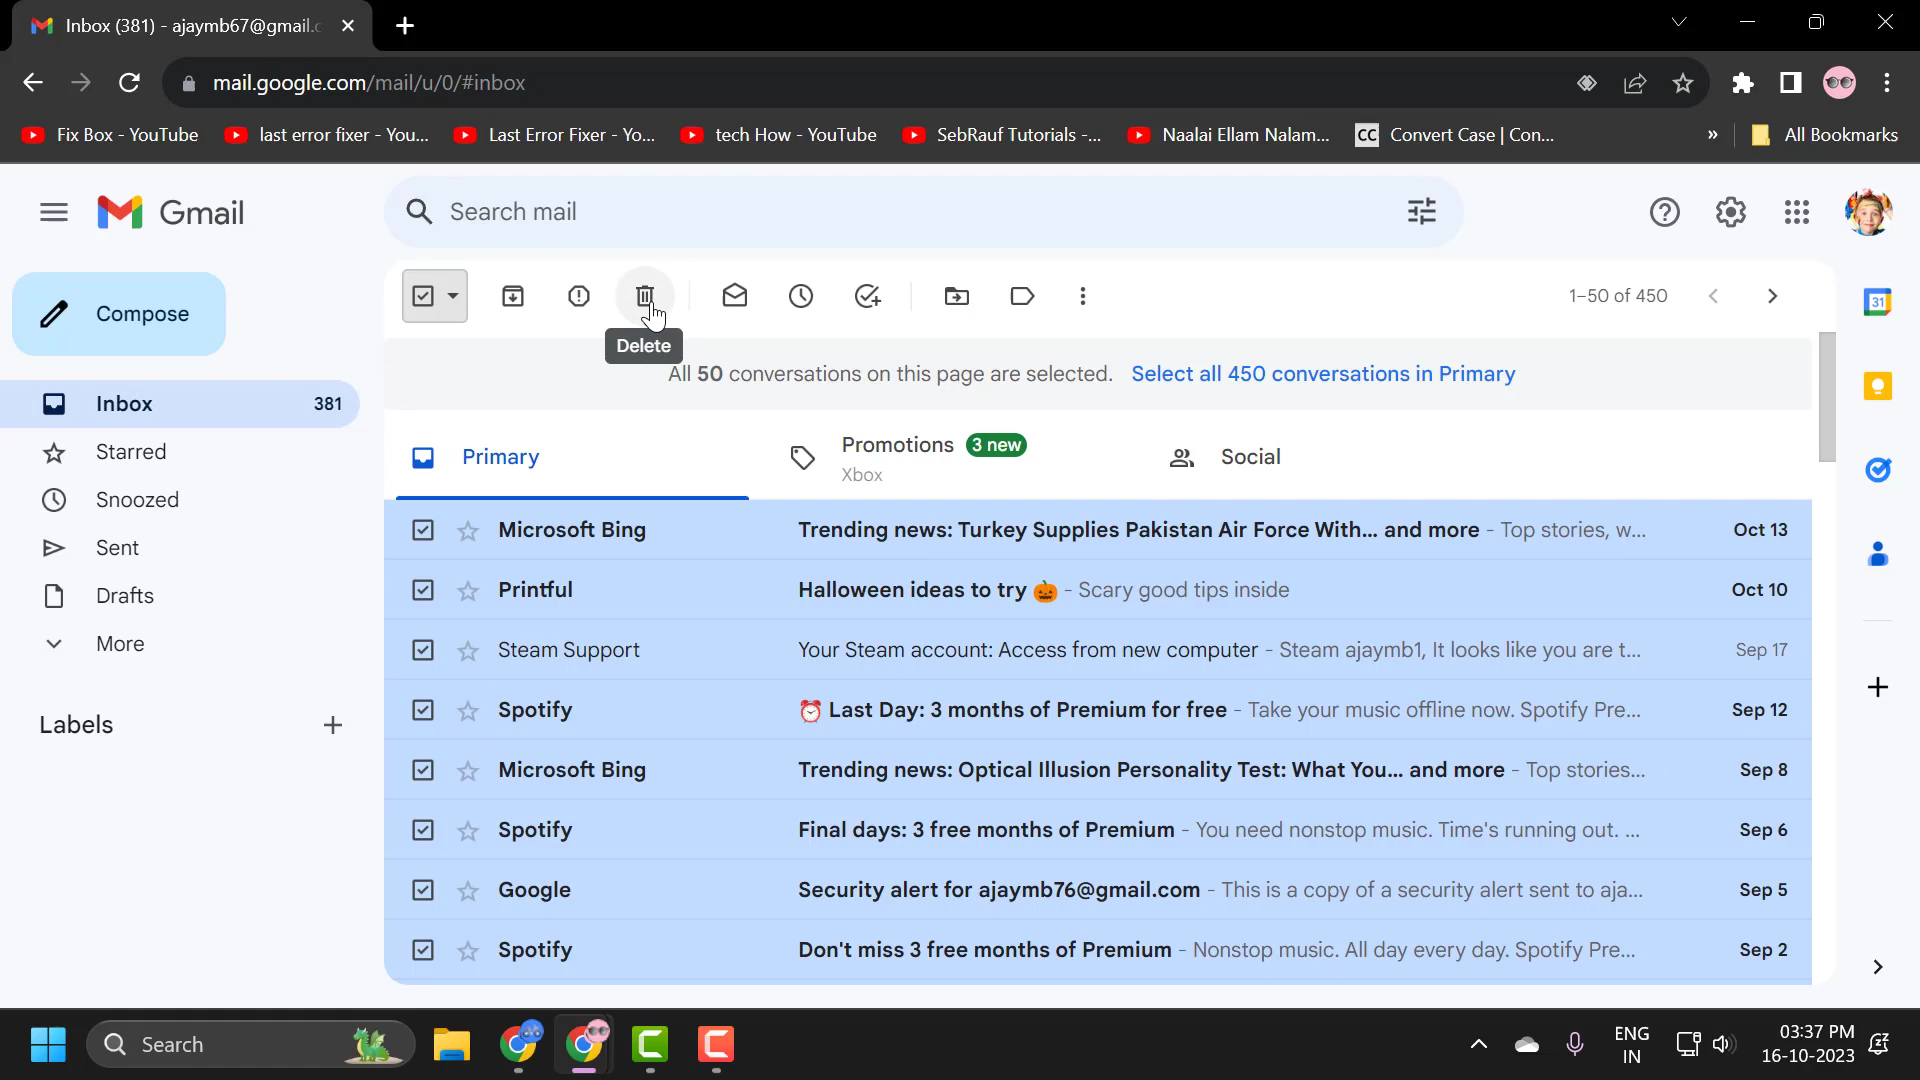 Inbox (381) - ajaymb67@gmail.c
mail.google.com/mail/u/0/#inbox
Fix Box - YouTube
last error fixer - You...
Last Error Fixer - Yo...
tech How - YouTube
SebRauf Tutorials -...
Naalai Ellam Nalam...
CC Convert Case | Con...
»
All Bookmarks
Gmail
Search mail
Compose
1–50 of 450
Delete
All 50 conversations on this page are selected. Select all 450 conversations in Primary
Inbox 381
Starred
Snoozed
Sent
Drafts
More
Labels
Primary
Promotions 3 new
Xbox
Social
Microsoft Bing Trending news: Turkey Supplies Pakistan Air Force With... and more - Top stories, w... Oct 13
Printful Halloween ideas to try 🎃 - Scary good tips inside Oct 10
Steam Support Your Steam account: Access from new computer - Steam ajaymb1, It looks like you are t... Sep 17
Spotify ⏰ Last Day: 3 months of Premium for free - Take your music offline now. Spotify Pre... Sep 12
Microsoft Bing Trending news: Optical Illusion Personality Test: What You... and more - Top stories... Sep 8
Spotify Final days: 3 free months of Premium - You need nonstop music. Time's running out. ... Sep 6
Google Security alert for ajaymb76@gmail.com - This is a copy of a security alert sent to aja... Sep 5
Spotify Don't miss 3 free months of Premium - Nonstop music. All day every day. Spotify Pre... Sep 2
31
Search
ENG
IN
03:37 PM
16-10-2023